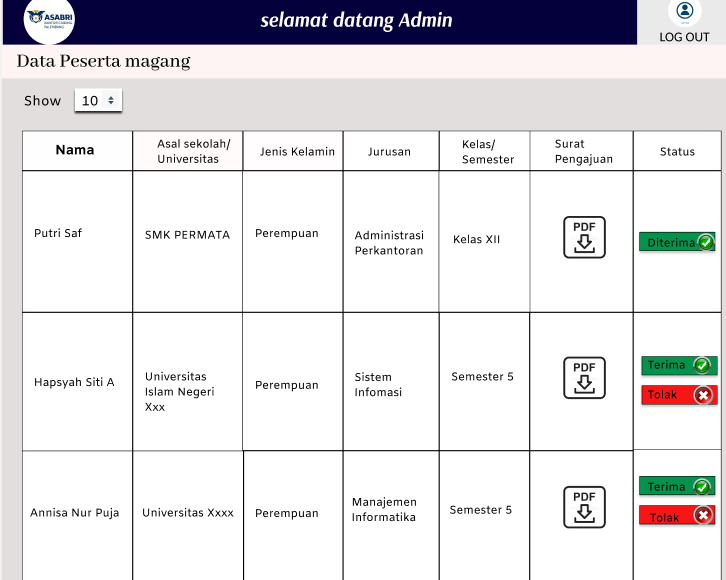 ASABRI
KANTOR CABANG
PALEMBANG
selamat datang Admin
LOG OUT
Data Peserta magang
Show 10
Nama
Asal sekolah/
Universitas
Jenis Kelamin
Jurusan
Kelas/
Semester
Surat
Pengajuan
Status
Putri Saf
SMK PERMATA
Perempuan
Administrasi
Perkantoran
Kelas XII
PDF
Diterima
Hapsyah Siti A
Universitas
Islam Negeri
Xxx
Perempuan
Sistem
Infomasi
Semester 5
PDF
Terima
Tolak
Annisa Nur Puja
Universitas Xxxx
Perempuan
Manajemen
Informatika
Semester 5
PDF
Terima
Tolak